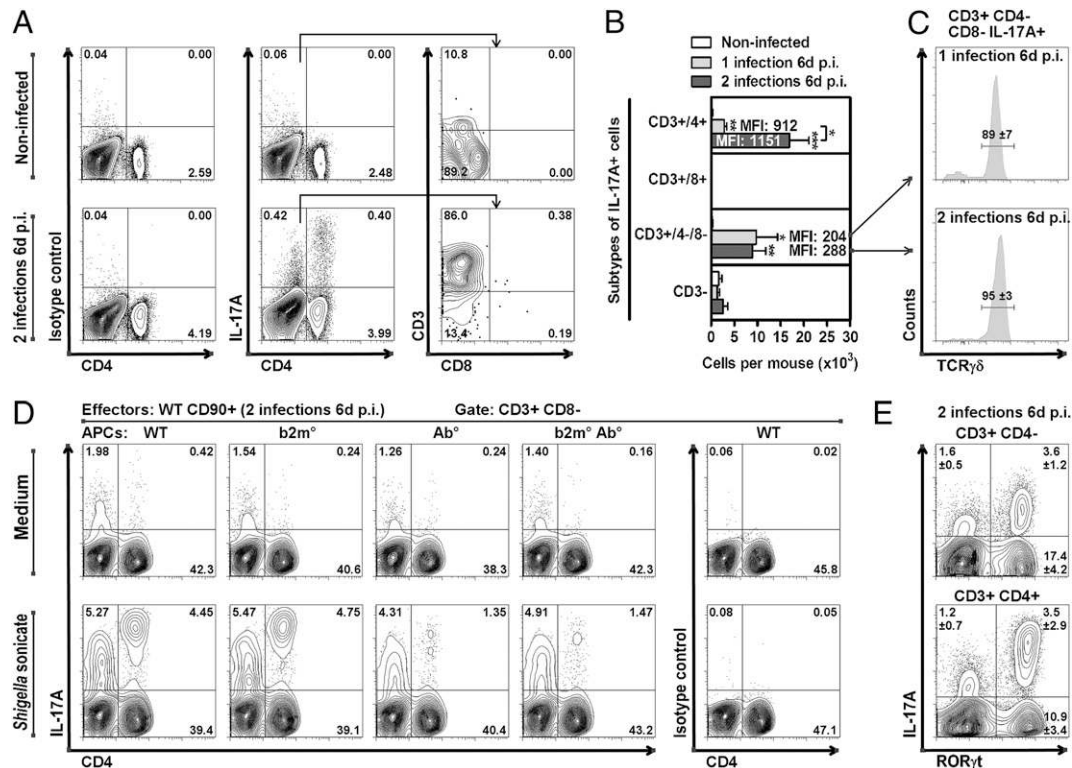 A
Non-infected
2 infections 6d p.i.
Isotype control
0.04 0.00
2.59
0.04 0.00
4.19
CD4
IL-17A
0.06 0.00
2.48
0.42 0.40
3.99
CD4
CD3
10.8
89.2 0.00
86.0 0.38
13.4 0.19
CD8
B
Non-infected
1 infection 6d p.i.
2 infections 6d p.i.
Subtypes of IL-17A+ cells
CD3+/4+
** MFI: 912
MFI: 1151 *** *
CD3+/8+
CD3+/4-/8-
* MFI: 204
** MFI: 288
CD3-
0 5 10 15 20 25 30
Cells per mouse (x10³)
C
CD3+ CD4-
CD8- IL-17A+
1 infection 6d p.i.
89 ±7
2 infections 6d p.i.
95 ±3
Counts
TCRγδ
D
Effectors: WT CD90+ (2 infections 6d p.i.) Gate: CD3+ CD8-
APCs: WT b2m° Ab° b2m° Ab° WT
Medium
1.98 0.42 1.54 0.24 1.26 0.24 1.40 0.16 0.06 0.02
42.3 40.6 38.3 42.3 45.8
Shigella sonicate
5.27 4.45 5.47 4.75 4.31 1.35 4.91 1.47 0.08 0.05
39.4 39.1 40.4 43.2 47.1
IL-17A
Isotype control
CD4 CD4
E
2 infections 6d p.i.
CD3+ CD4-
1.6 3.6
±0.5 ±1.2
17.4
±4.2
CD3+ CD4+
1.2 3.5
±0.7 ±2.9
10.9
±3.4
IL-17A
RORγt